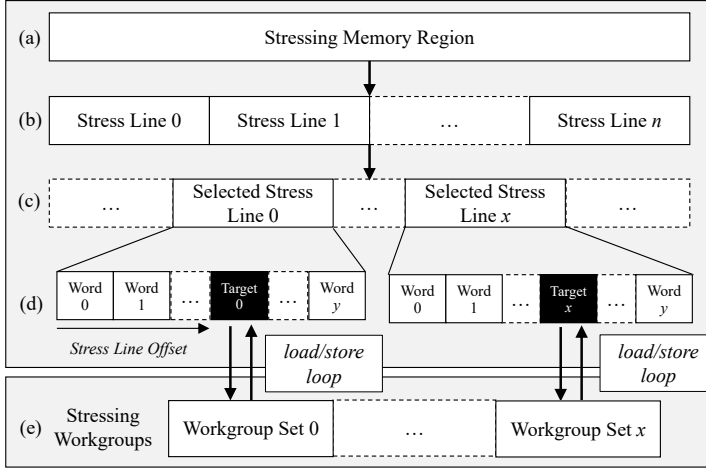 (a)
Stressing Memory Region
(b)
Stress Line 0
Stress Line 1
...
Stress Line n
(c)
...
Selected Stress
Line 0
...
Selected Stress
Line x
...
(d)
Word
0
Word
1
...
Target
0
...
Word
y
Word
0
Word
1
...
Target
x
...
Word
y
Stress Line Offset
load/store
loop
load/store
loop
(e)
Stressing
Workgroups
Workgroup Set 0
...
Workgroup Set x